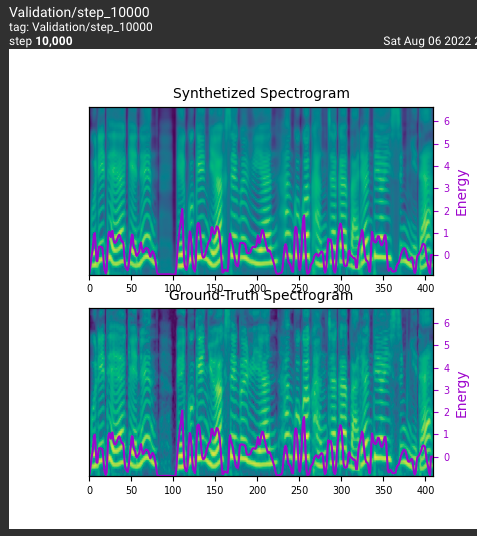 Validation/step_10000
tag: Validation/step_10000
step 10,000
Sat Aug 06 2022
Synthetized Spectrogram
6
5
4
3
2
1
0
Energy
0 50 100 150 200 250 300 350 400
Ground-Truth Spectrogram
6
5
4
3
2
1
0
Energy
0 50 100 150 200 250 300 350 400